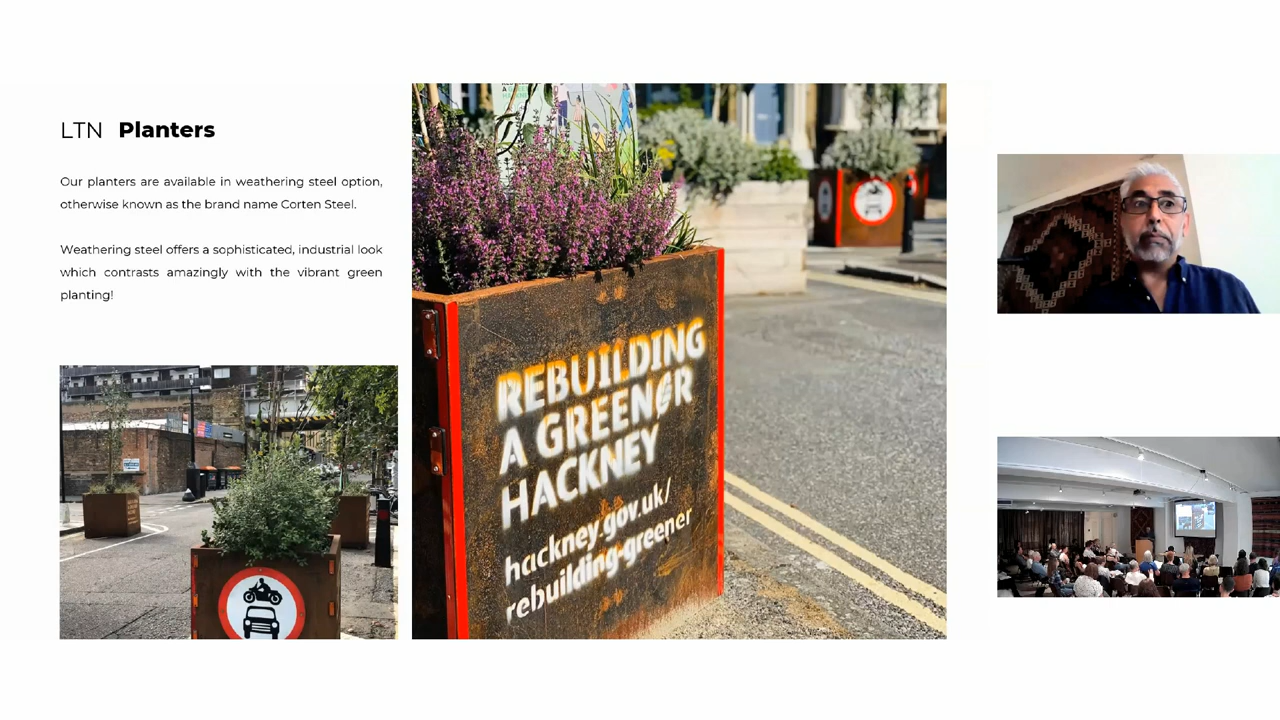 LTN Planters
Our planters are available in weathering steel option,
otherwise known as the brand name Corten Steel.
Weathering steel offers a sophisticated, industrial look
which contrasts amazingly with the vibrant green
planting!
REBUILDING
A GREENER
HACKNEY
hackney.gov.uk/
rebuilding-greener